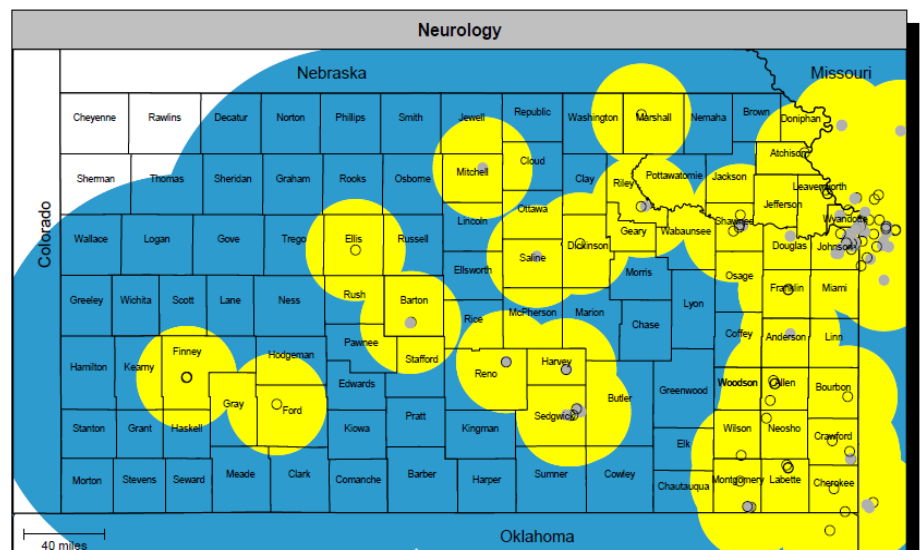 Neurology
Nebraska
Missouri
Colorado
Cheyenne Rawlins Decatur Norton Phillips Smith Jewell Republic Washington Marshall Nemaha Brown Doniphan
Sherman Thomas Sheridan Graham Rooks Osborne Mitchell Cloud Clay Riley Pottawatomie Jackson Atchison
Leavenworth
Ottawa Jefferson
Wallace Logan Gove Trego Ellis Russell Lincoln Dickinson Geary Wabaunsee Shawnee Wyandotte
Saline Douglas Johnson
Ellsworth Morris Osage
Greeley Wichita Scott Lane Ness Rush Barton Rice McPherson Marion Chase Lyon Franklin Miami
Coffey Anderson Linn
Hamilton Kearny Finney Hodgeman Pawnee Stafford Reno Harvey
Gray Ford Edwards Sedgwick Butler Greenwood Woodson Allen Bourbon
Stanton Grant Haskell Kiowa Pratt Kingman Elk Wilson Neosho Crawford
Morton Stevens Seward Meade Clark Comanche Barber Harper Sumner Cowley Chautauqua Montgomery Labette Cherokee
Oklahoma
40 miles